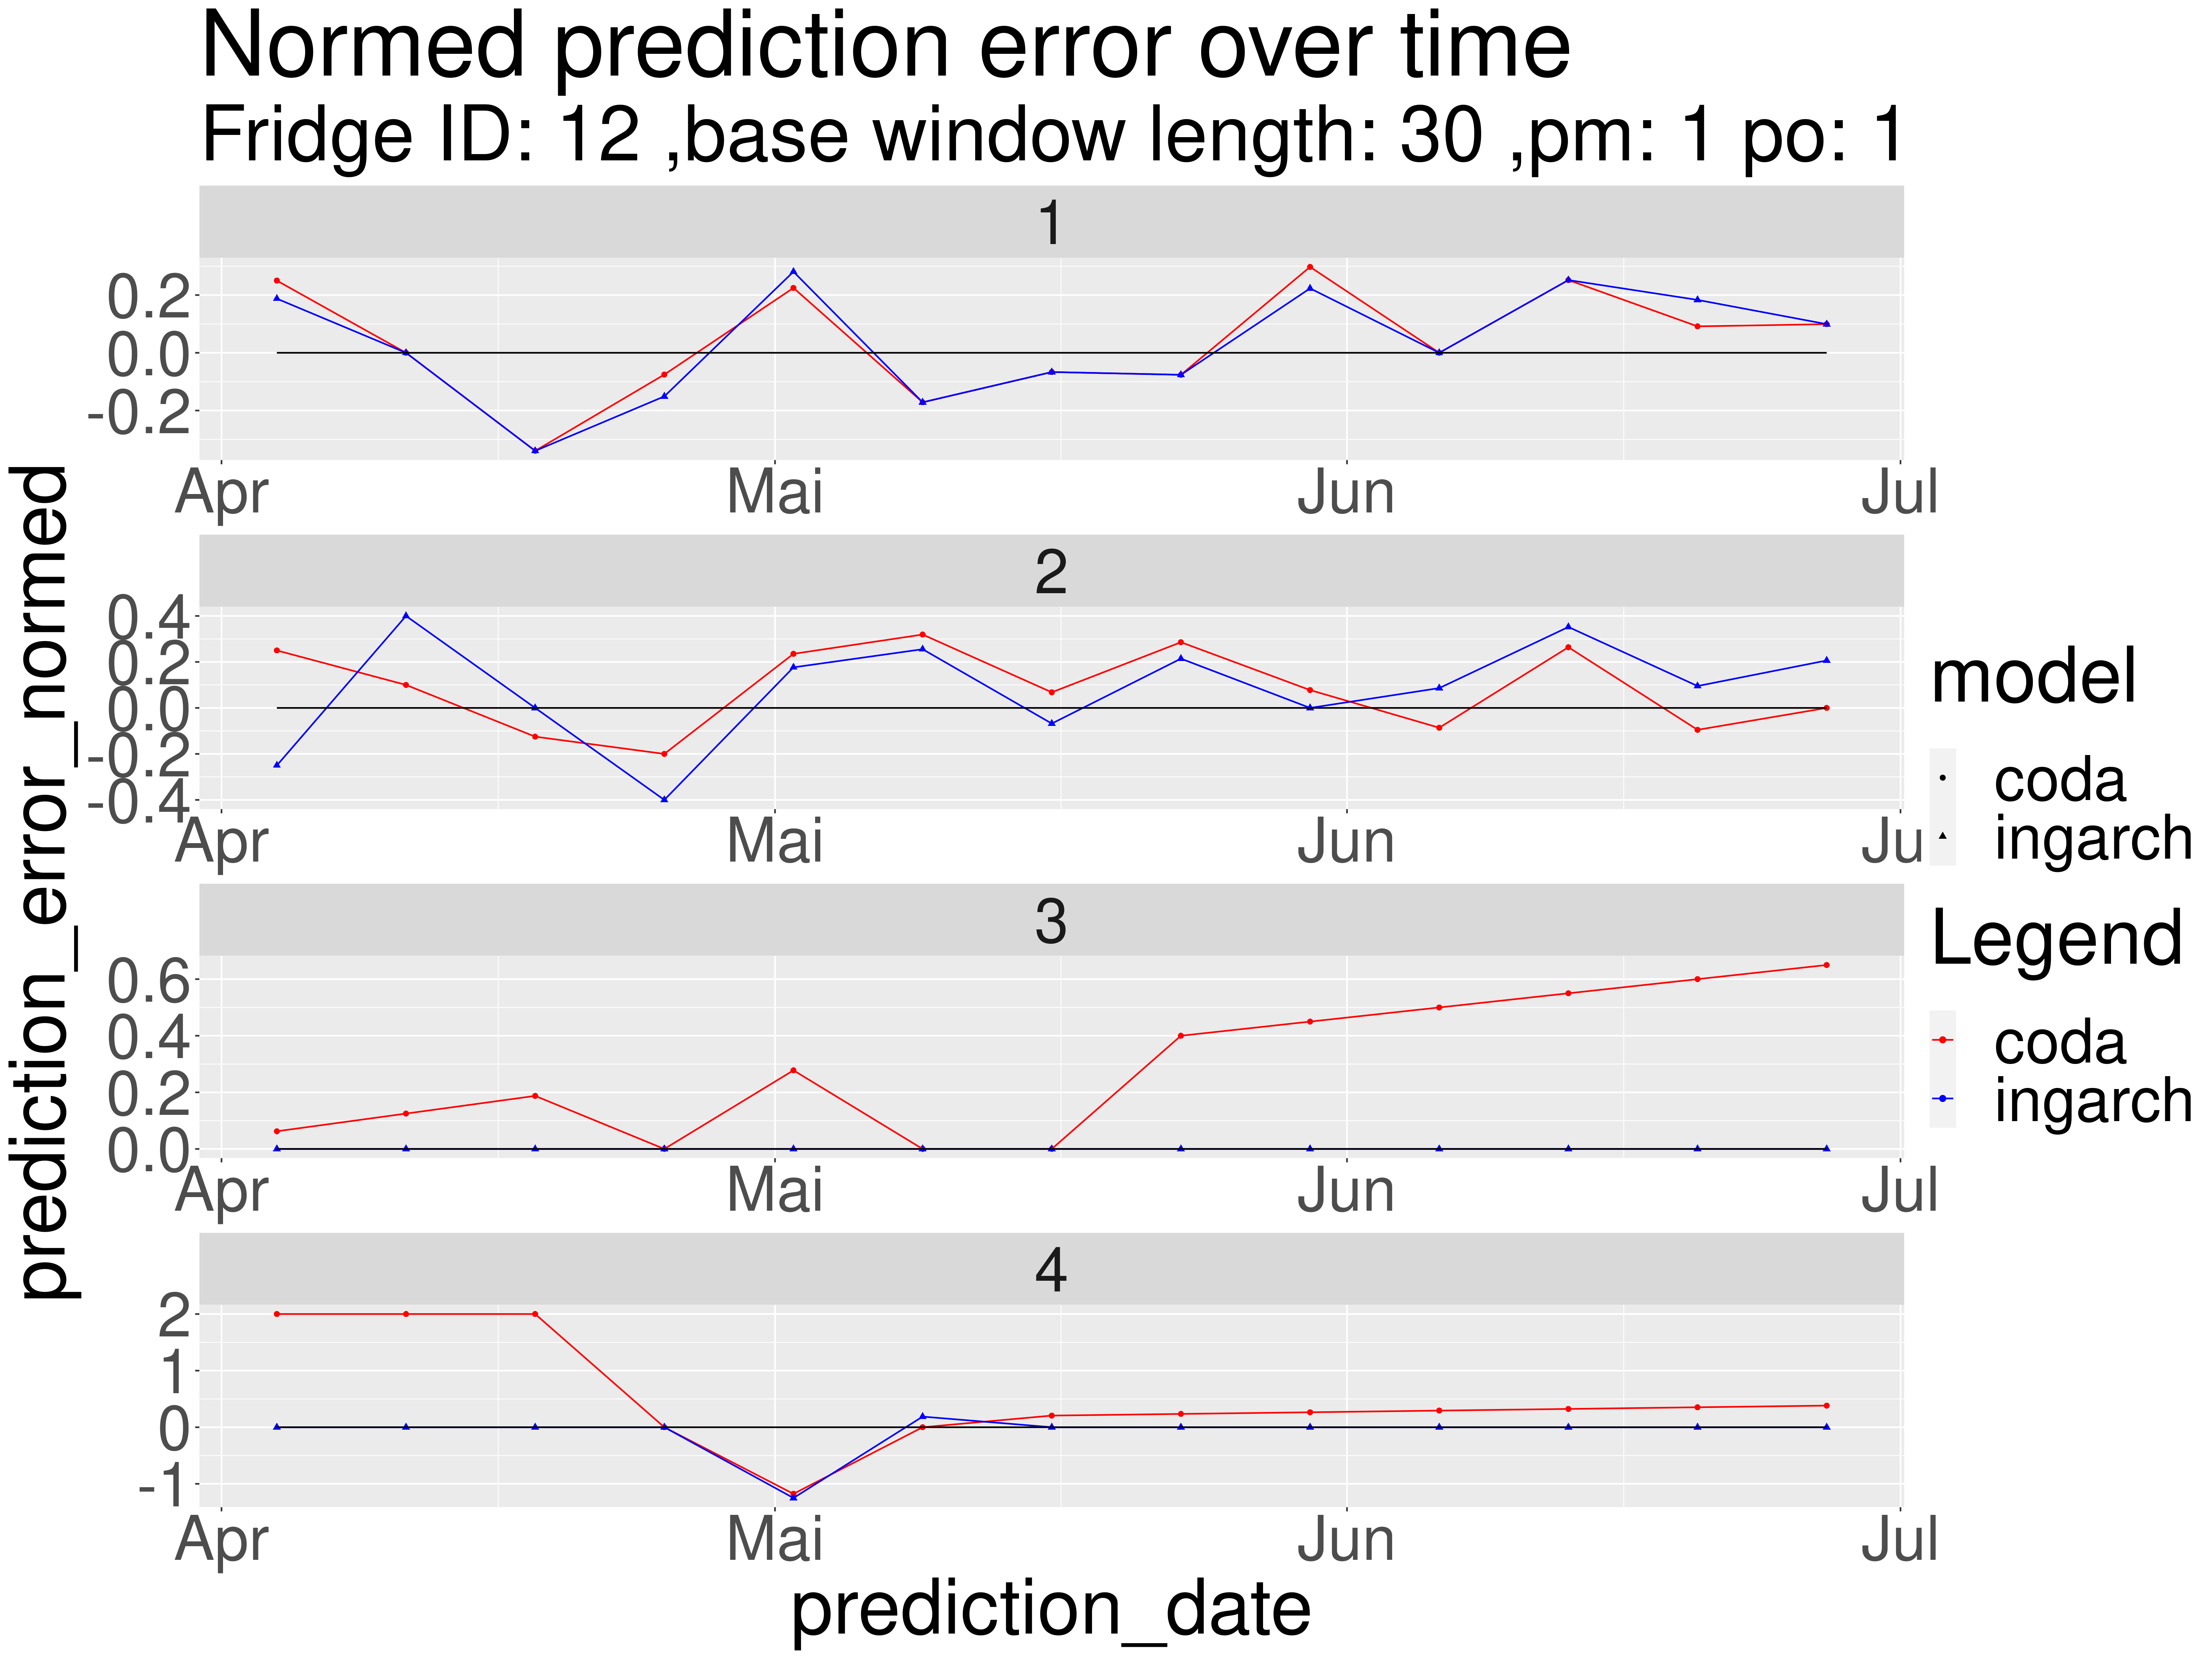 Normed prediction error over time
Fridge ID: 12 ,base window length: 30 ,pm: 1 po: 1
prediction_error_normed
1
0.2
0.0
-0.2
Apr Mai Jun Jul
2
0.4
0.2
0.0
-0.2
-0.4
Apr Mai Jun Ju
3
0.6
0.4
0.2
0.0
Apr Mai Jun Jul
4
2
1
0
-1
Apr Mai Jun Jul
prediction_date
model
coda
ingarch
Legend
coda
ingarch